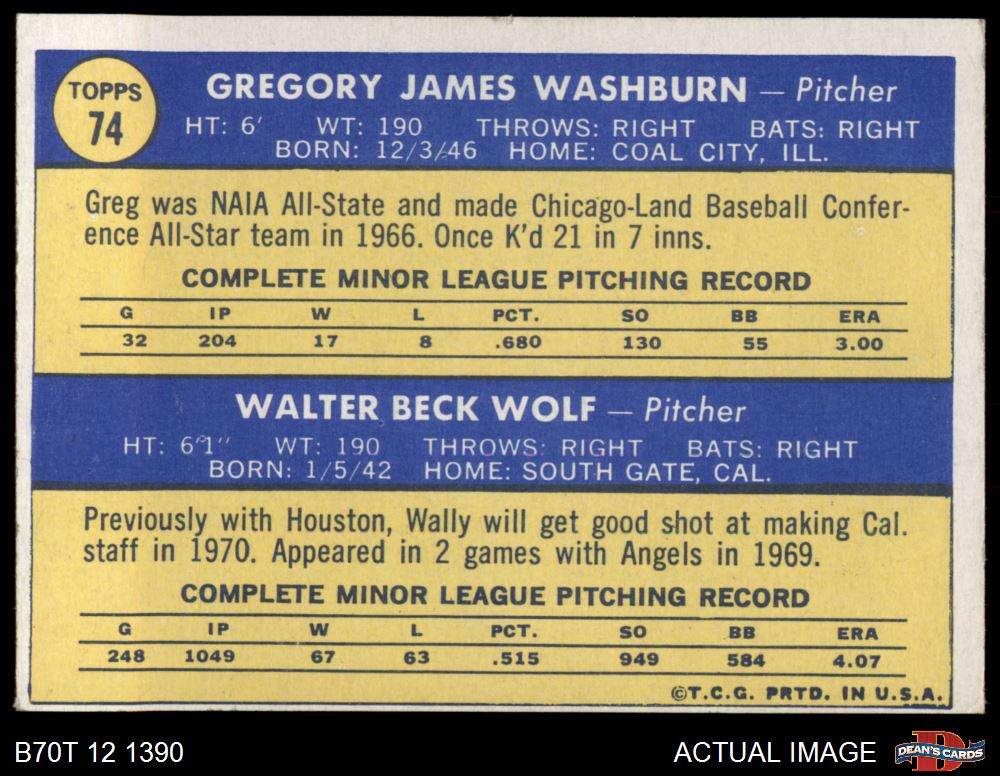 TOPPS
74
GREGORY JAMES WASHBURN — Pitcher
HT: 6' WT: 190 THROWS: RIGHT BATS: RIGHT
BORN: 12/3/46 HOME: COAL CITY, ILL.
Greg was NAIA All-State and made Chicago-Land Baseball Confer-
ence All-Star team in 1966. Once K'd 21 in 7 inns.
COMPLETE MINOR LEAGUE PITCHING RECORD
G IP W L PCT. SO BB ERA
32 204 17 8 .680 130 55 3.00
WALTER BECK WOLF — Pitcher
HT: 6'1" WT: 190 THROWS: RIGHT BATS: RIGHT
BORN: 1/5/42 HOME: SOUTH GATE, CAL.
Previously with Houston, Wally will get good shot at making Cal.
staff in 1970. Appeared in 2 games with Angels in 1969.
COMPLETE MINOR LEAGUE PITCHING RECORD
G IP W L PCT. SO BB ERA
248 1049 67 63 .515 949 584 4.07
©T.C.G. PRTD. IN U.S.A.
B70T 12 1390 ACTUAL IMAGE DEAN'S CARDS